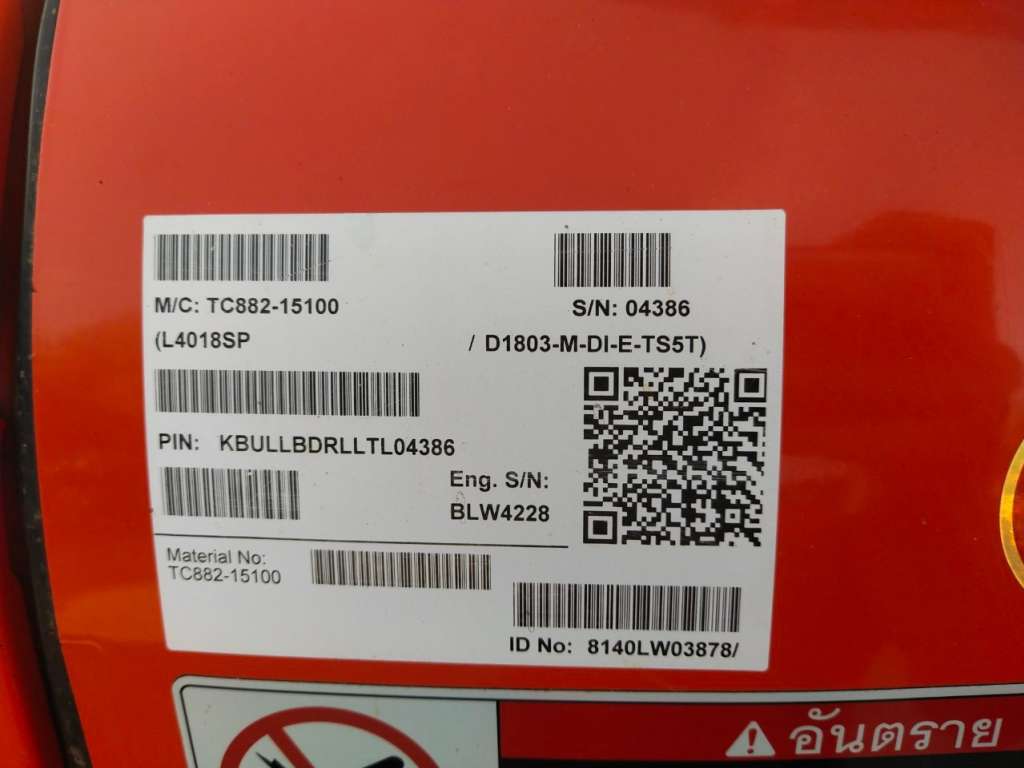 M/C: TC882-15100
S/N: 04386
(L4018SP / D1803-M-DI-E-TS5T)
PIN: KBULLBDRLLTL04386
Eng. S/N:
BLW4228
Material No:
TC882-15100
ID No: 8140LW03878/
อันตราย